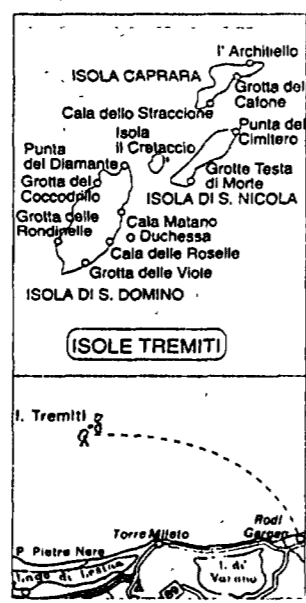 l' Architiello
ISOLA CAPRARA
Grotta del
Cafone
Cala dello Straccione
Isola
il Cretaccio
Punta del
Cimitero
Punta
del Diamante
Grotta del
Coccodrillo
Grotte Testa
di Morte
ISOLA DI S. NICOLA
Grotta delle
Rondinelle
Cala Matano
o Duchessa
Cala delle Roselle
Grotta delle Viole
ISOLA DI S. DOMINO
ISOLE TREMITI
I. Tremiti
Rodi
Gargan.
Torre Mileto
P. Pietre Nere
l. di
Varano